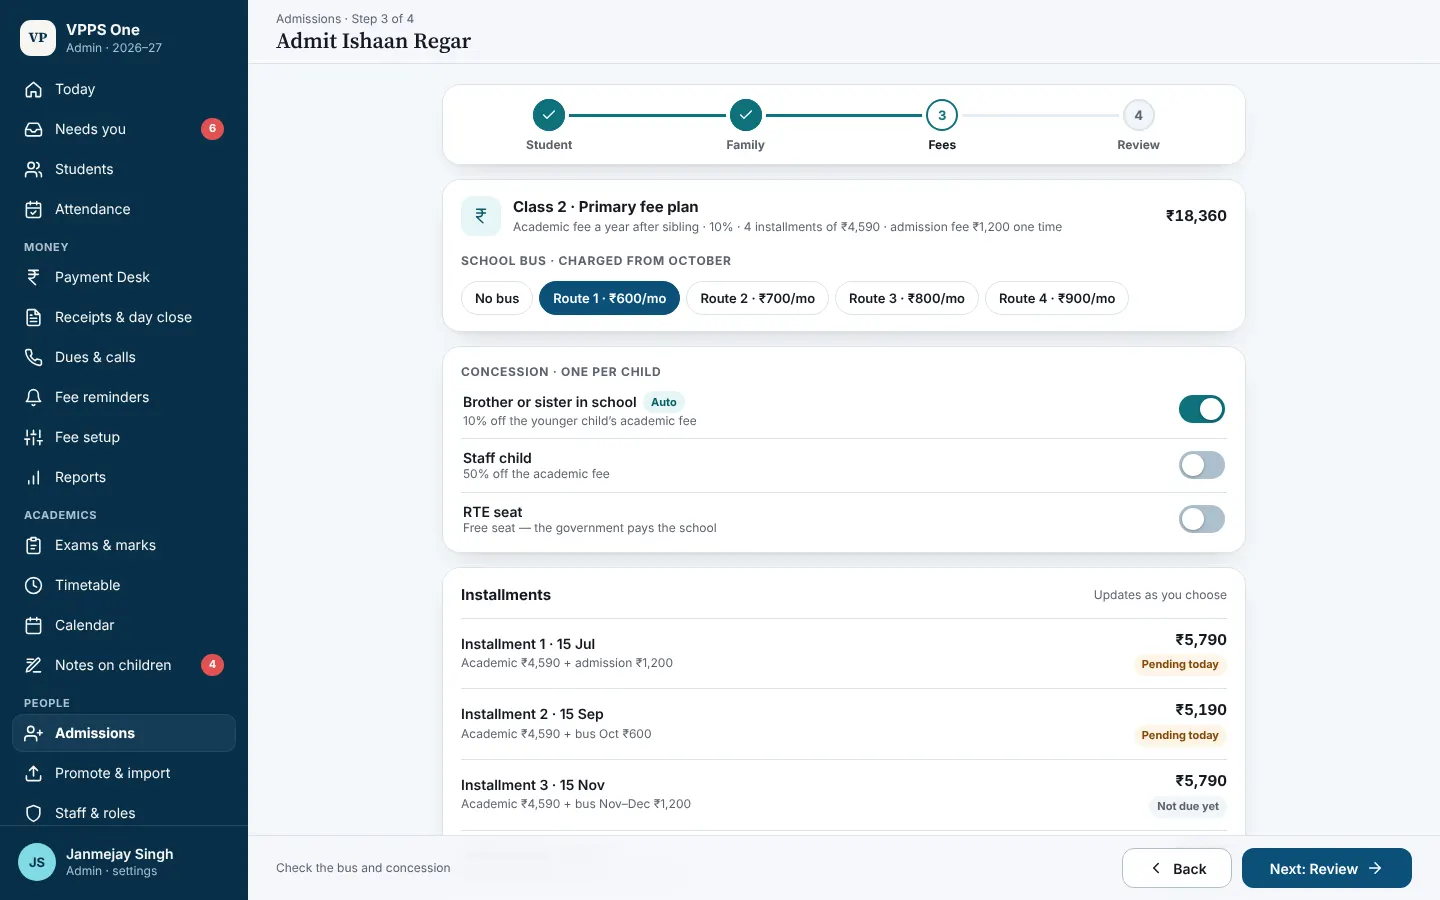 VP
VPPS One
Admin · 2026–27
Today
Needs you 6
Students
Attendance
MONEY
₹ Payment Desk
Receipts & day close
Dues & calls
Fee reminders
Fee setup
Reports
ACADEMICS
Exams & marks
Timetable
Calendar
Notes on children 4
PEOPLE
Admissions
Promote & import
Staff & roles
JS
Janmejay Singh
Admin · settings
Admissions · Step 3 of 4
Admit Ishaan Regar
3 4
Student Family Fees Review
₹
Class 2 · Primary fee plan
Academic fee a year after sibling · 10% · 4 installments of ₹4,590 · admission fee ₹1,200 one time
₹18,360
SCHOOL BUS · CHARGED FROM OCTOBER
No bus Route 1 · ₹600/mo Route 2 · ₹700/mo Route 3 · ₹800/mo Route 4 · ₹900/mo
CONCESSION · ONE PER CHILD
Brother or sister in school Auto
10% off the younger child’s academic fee
Staff child
50% off the academic fee
RTE seat
Free seat — the government pays the school
Installments Updates as you choose
Installment 1 · 15 Jul ₹5,790
Academic ₹4,590 + admission ₹1,200 Pending today
Installment 2 · 15 Sep ₹5,190
Academic ₹4,590 + bus Oct ₹600 Pending today
Installment 3 · 15 Nov ₹5,790
Academic ₹4,590 + bus Nov–Dec ₹1,200 Not due yet
Check the bus and concession
Back Next: Review